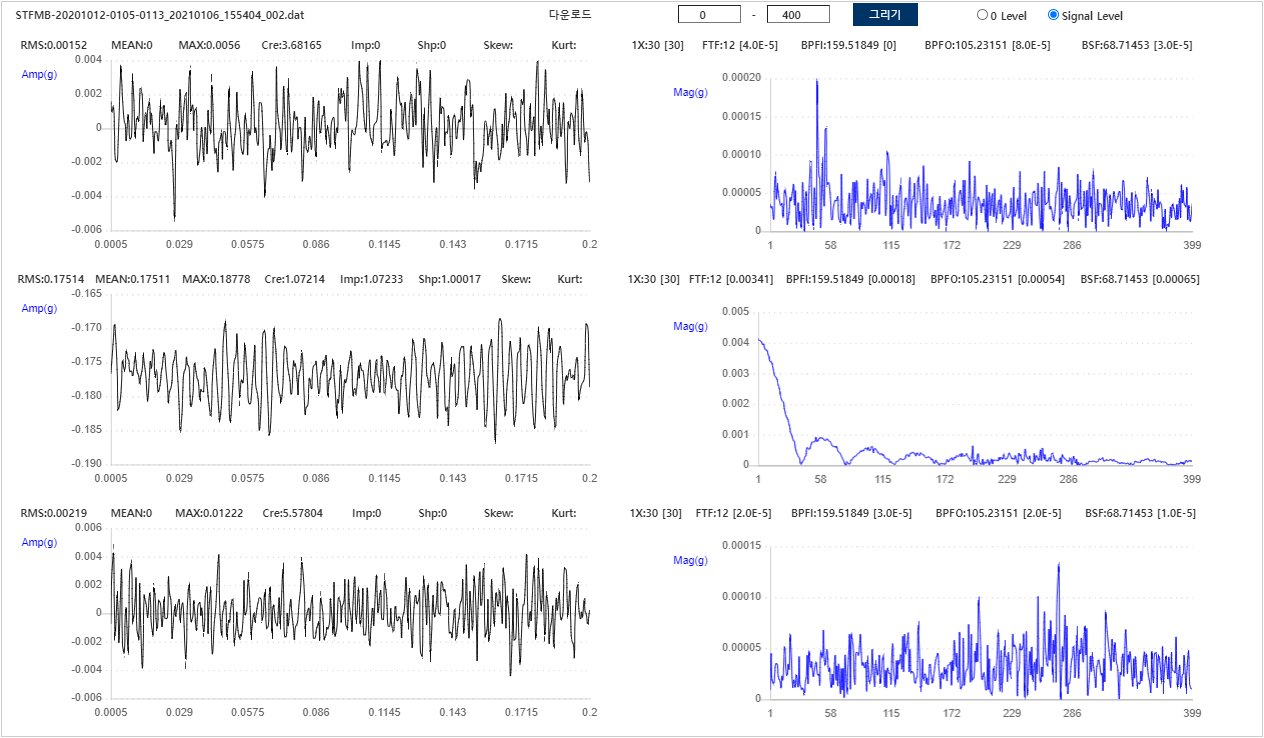 STFMB-20201012-0105-0113_20210106_155404_002.dat 다운로드 0 - 400 그리기 0 Level Signal Level
RMS:0.00152 MEAN:0 MAX:0.0056 Cre:3.68165 Imp:0 Shp:0 Skew: Kurt:
Amp(g)
0.004
0.002
0
-0.002
-0.004
-0.006
0.0005 0.029 0.0575 0.086 0.1145 0.143 0.1715 0.2
1X:30 [30] FTF:12 [4.0E-5] BPFI:159.51849 [0] BPFO:105.23151 [8.0E-5] BSF:68.71453 [3.0E-5]
Mag(g)
0.00020
0.00015
0.00010
0.00005
0
1 58 115 172 229 286 399
RMS:0.17514 MEAN:0.17511 MAX:0.18778 Cre:1.07214 Imp:1.07233 Shp:1.00017 Skew: Kurt:
Amp(g)
-0.165
-0.170
-0.175
-0.180
-0.185
-0.190
0.0005 0.029 0.0575 0.086 0.1145 0.143 0.1715 0.2
1X:30 [30] FTF:12 [0.00341] BPFI:159.51849 [0.00018] BPFO:105.23151 [0.00054] BSF:68.71453 [0.00065]
Mag(g)
0.005
0.004
0.003
0.002
0.001
0
1 58 115 172 229 286 399
RMS:0.00219 MEAN:0 MAX:0.01222 Cre:5.57804 Imp:0 Shp:0 Skew: Kurt:
Amp(g)
0.006
0.004
0.002
0
-0.002
-0.004
-0.006
0.0005 0.029 0.0575 0.086 0.1145 0.143 0.1715 0.2
1X:30 [30] FTF:12 [2.0E-5] BPFI:159.51849 [3.0E-5] BPFO:105.23151 [2.0E-5] BSF:68.71453 [1.0E-5]
Mag(g)
0.00015
0.00010
0.00005
0
1 58 115 172 229 286 399